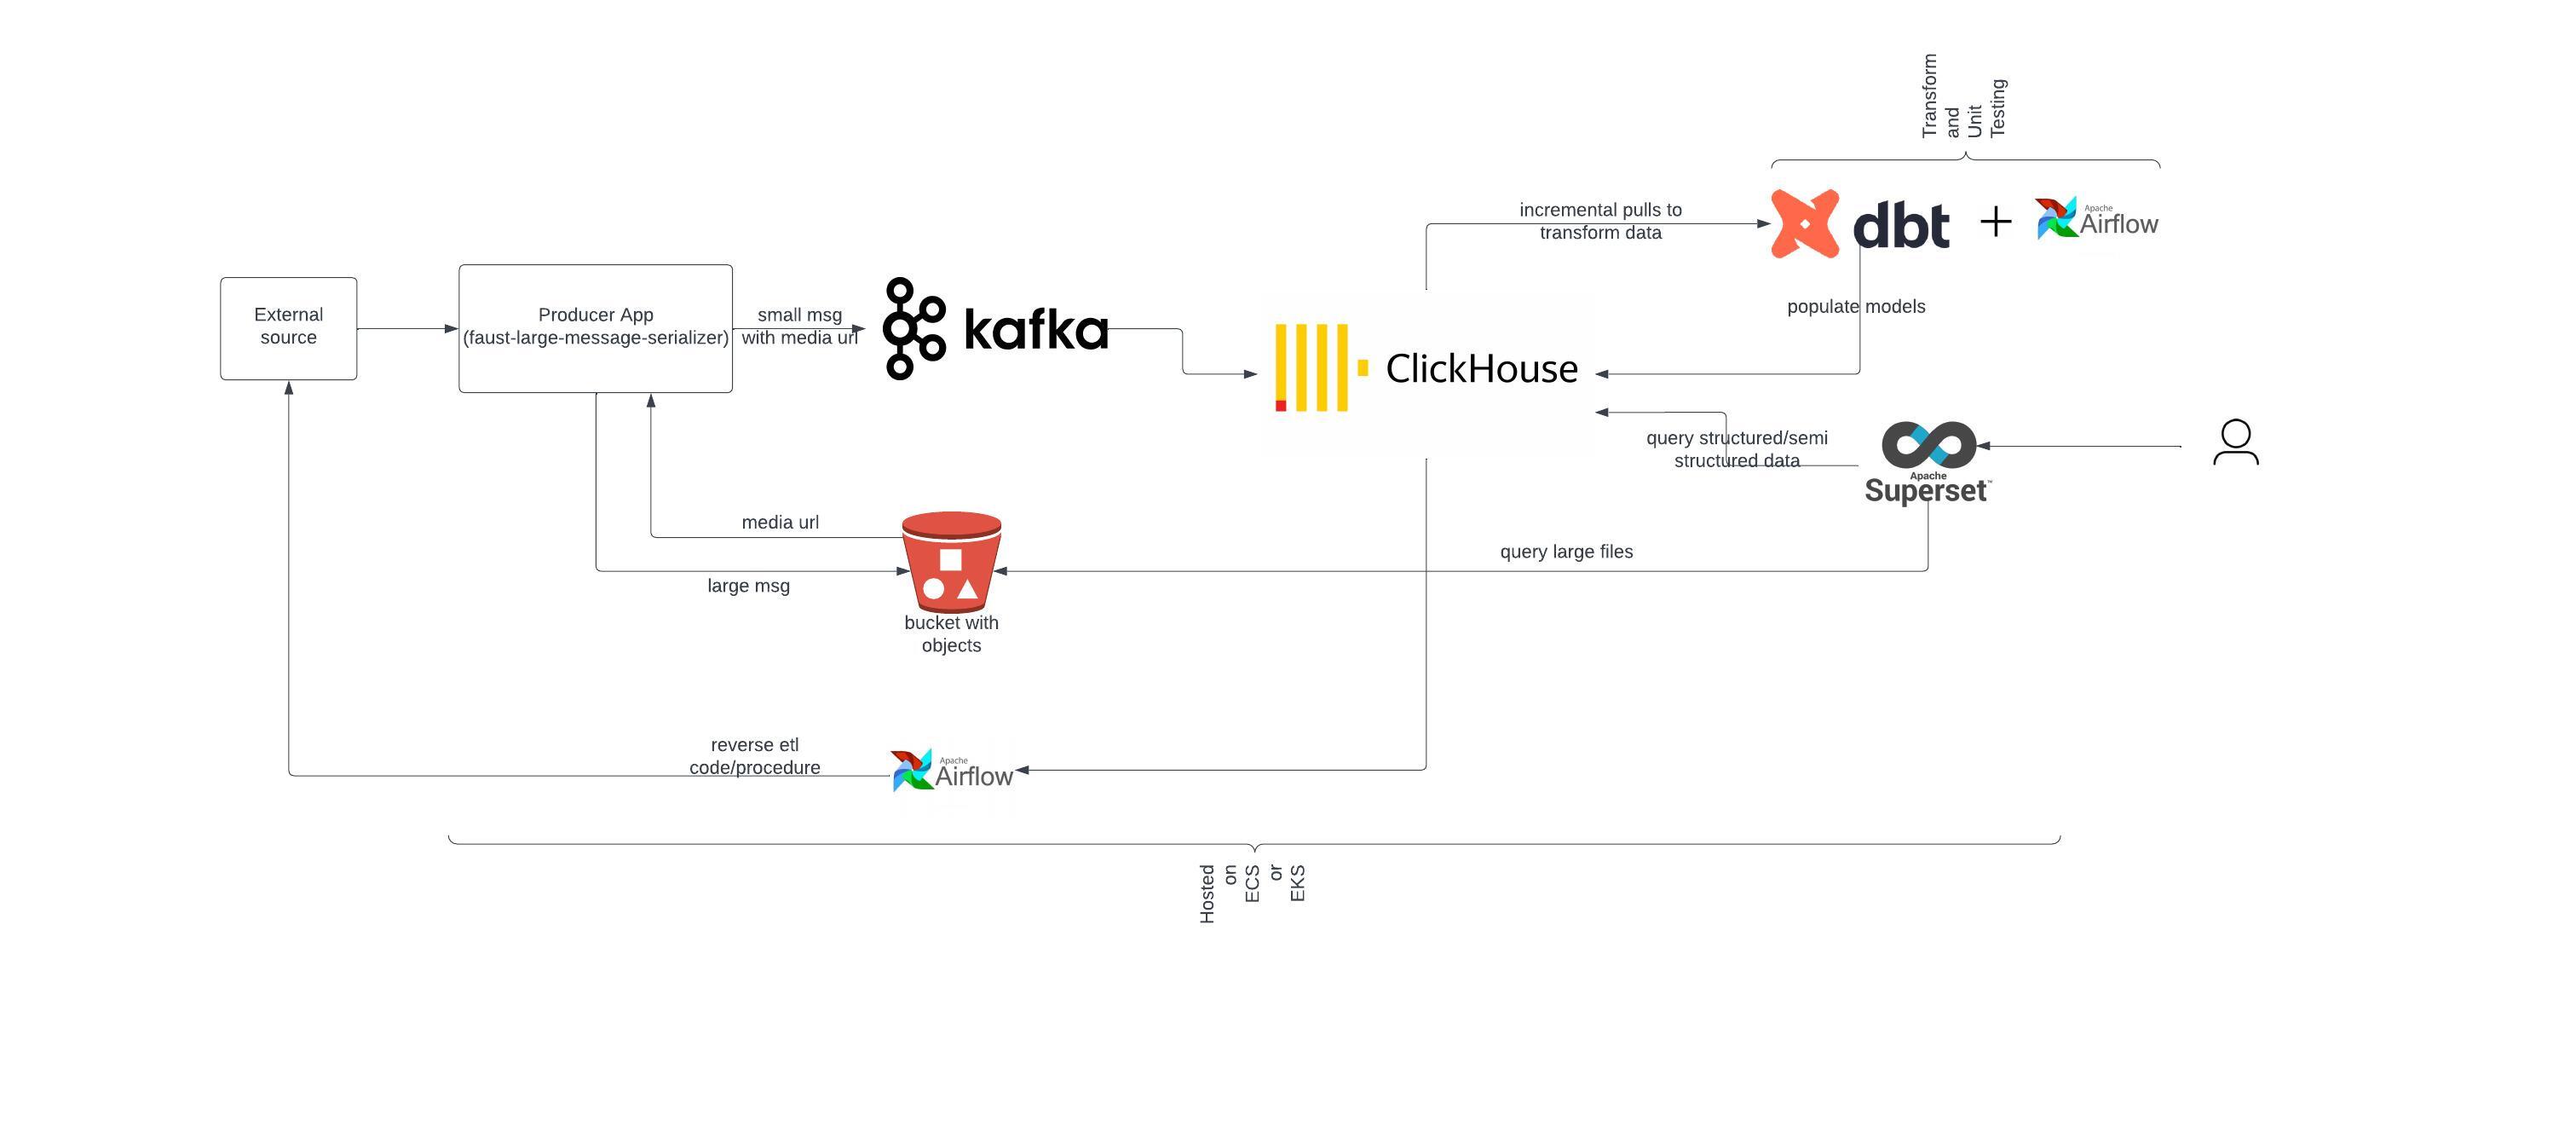 Transform
and
Unit
Testing
incremental pulls to
transform data
dbt
Apache
Airflow
External
source
Producer App
(faust-large-message-serializer)
small msg
with media url
kafka
populate models
ClickHouse
query structured/semi
structured data
Apache
Superset™
media url
query large files
large msg
bucket with
objects
reverse etl
code/procedure
Apache
Airflow
Hosted
on
ECS
or
EKS